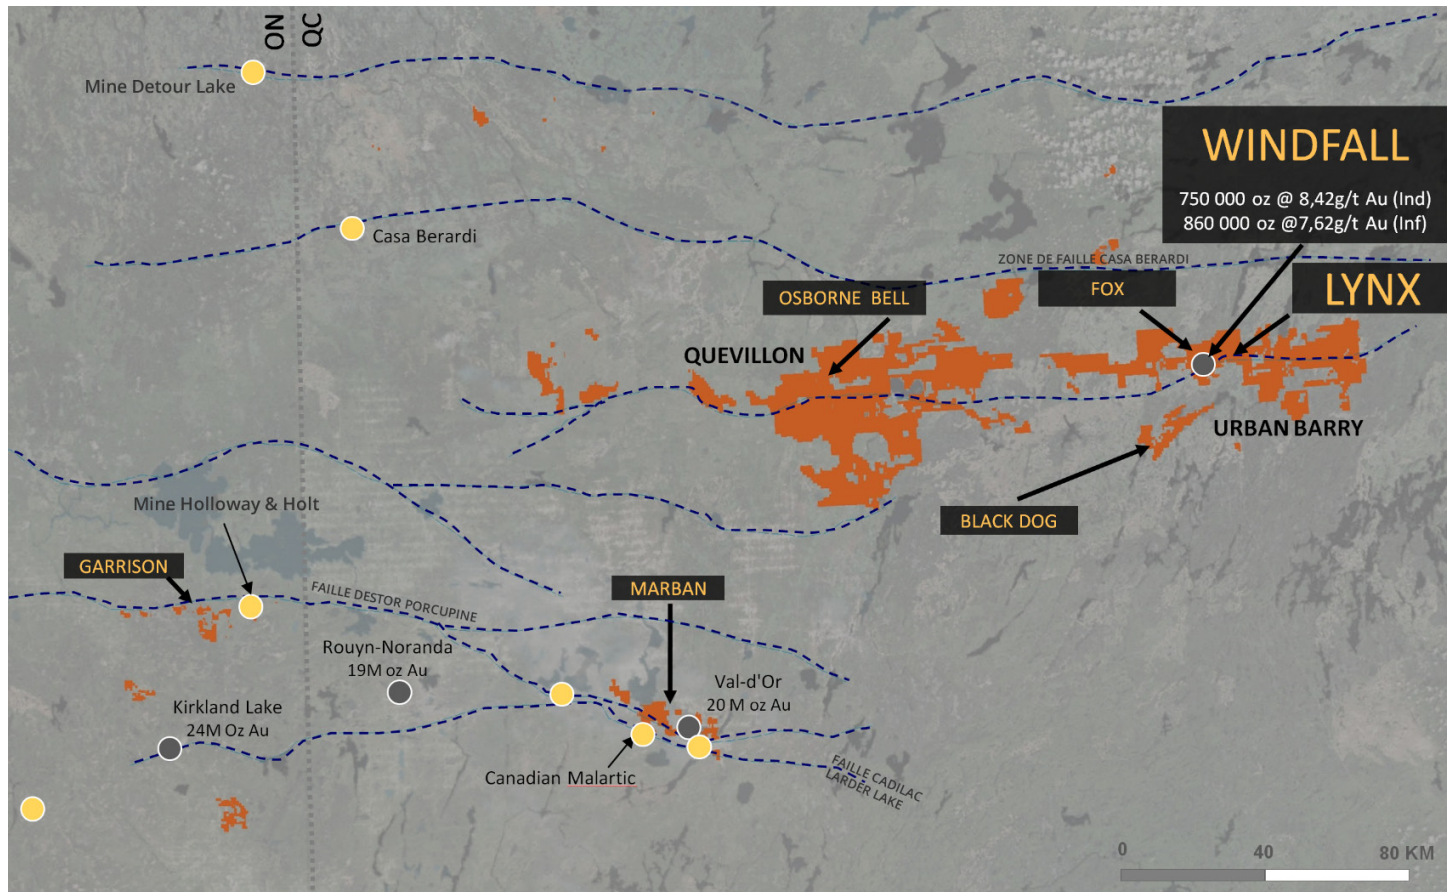 ON
QC
Mine Detour Lake
WINDFALL
750 000 oz @ 8,42g/t Au (Ind)
860 000 oz @7,62g/t Au (Inf)
Casa Berardi
ZONE DE FAILLE CASA BERARDI
OSBORNE BELL
FOX
LYNX
QUEVILLON
URBAN BARRY
BLACK DOG
Mine Holloway & Holt
GARRISON
FAILLE DESTOR PORCUPINE
MARBAN
Rouyn-Noranda
19M oz Au
Val-d'Or
20 M oz Au
Kirkland Lake
24M Oz Au
Canadian Malartic
FAILLE CADILAC
LARDER LAKE
0 40 80 KM